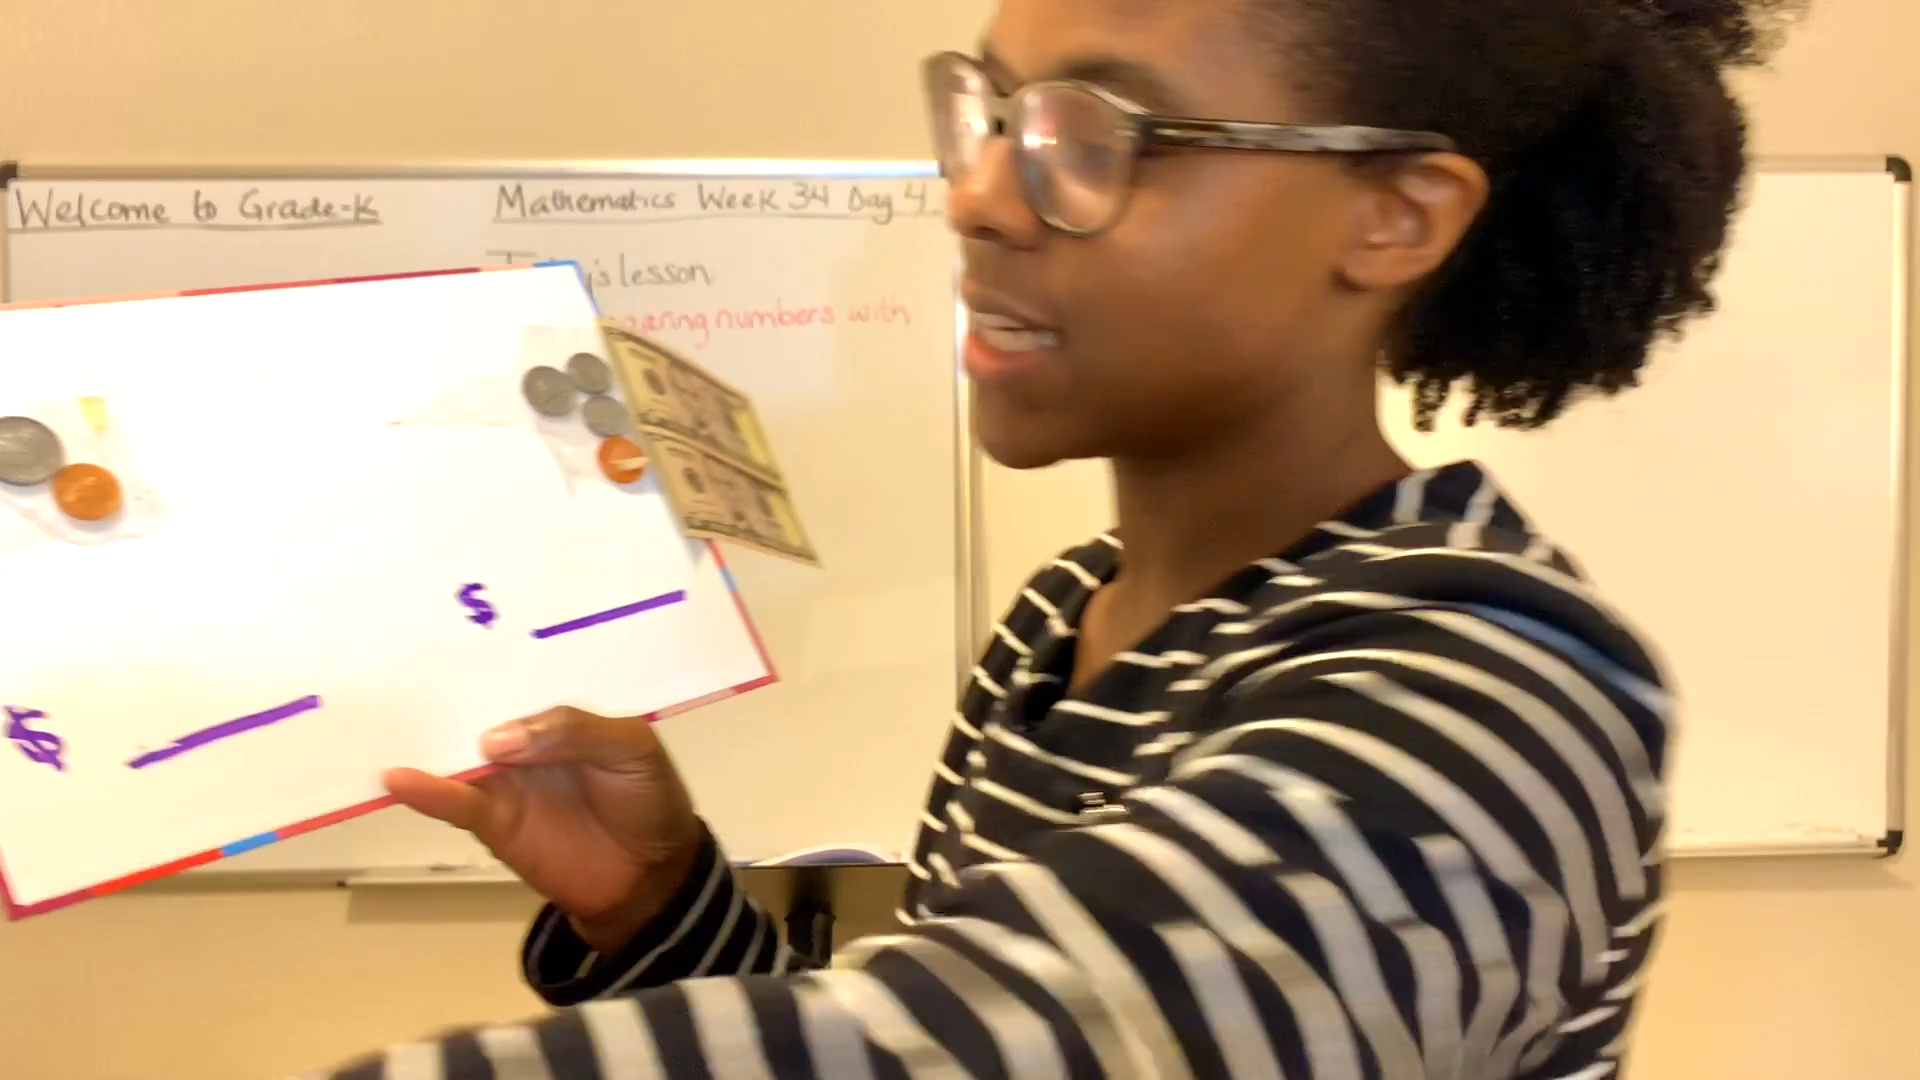 Welcome to Grade-K
Mathematics Week 34 Day 4
lesson
numbers with
$
$